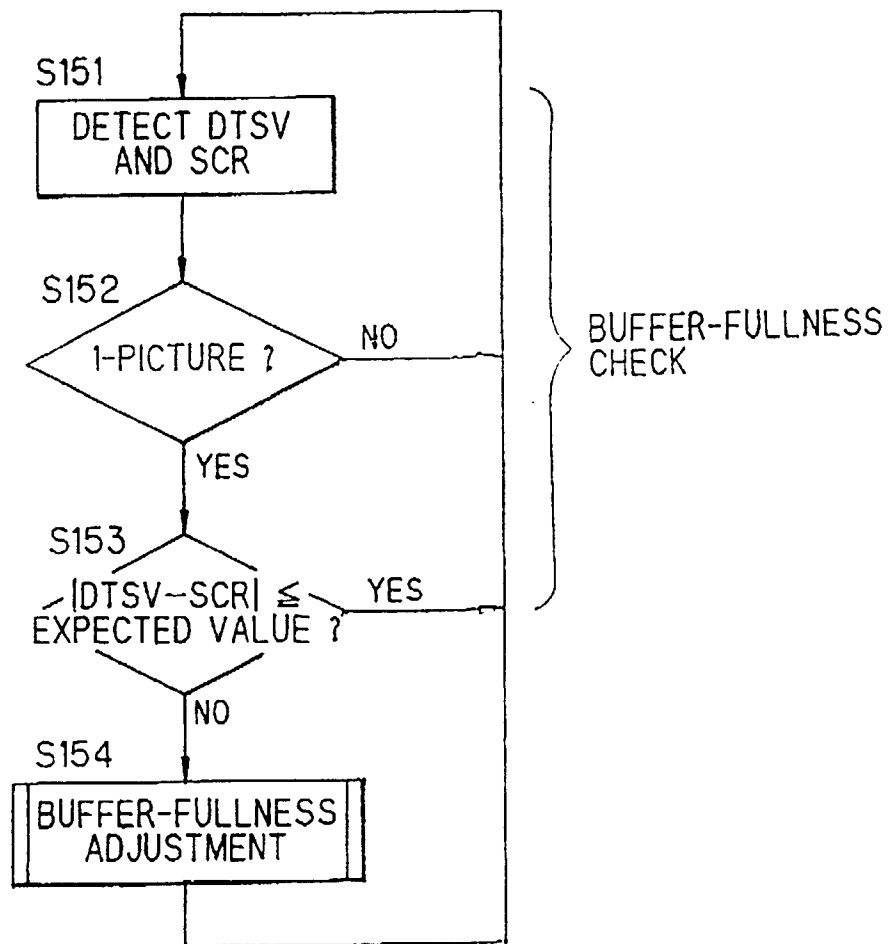 S151
DETECT DTSV
AND SCR
S152
1-PICTURE ?
NO
YES
S153
|DTSV-SCR| ≦
EXPECTED VALUE ?
YES
NO
S154
BUFFER-FULLNESS
ADJUSTMENT
BUFFER-FULLNESS
CHECK